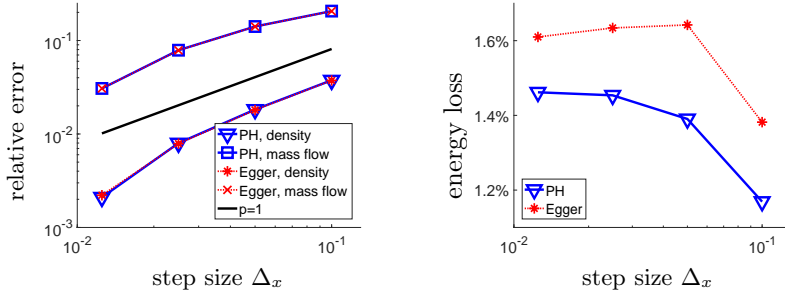 relative error
10^-1
10^-2
10^-3
PH, density
PH, mass flow
Egger, density
Egger, mass flow
p=1
10^-2
10^-1
step size Δ_x
energy loss
1.6%
1.4%
1.2%
PH
Egger
10^-2
10^-1
step size Δ_x